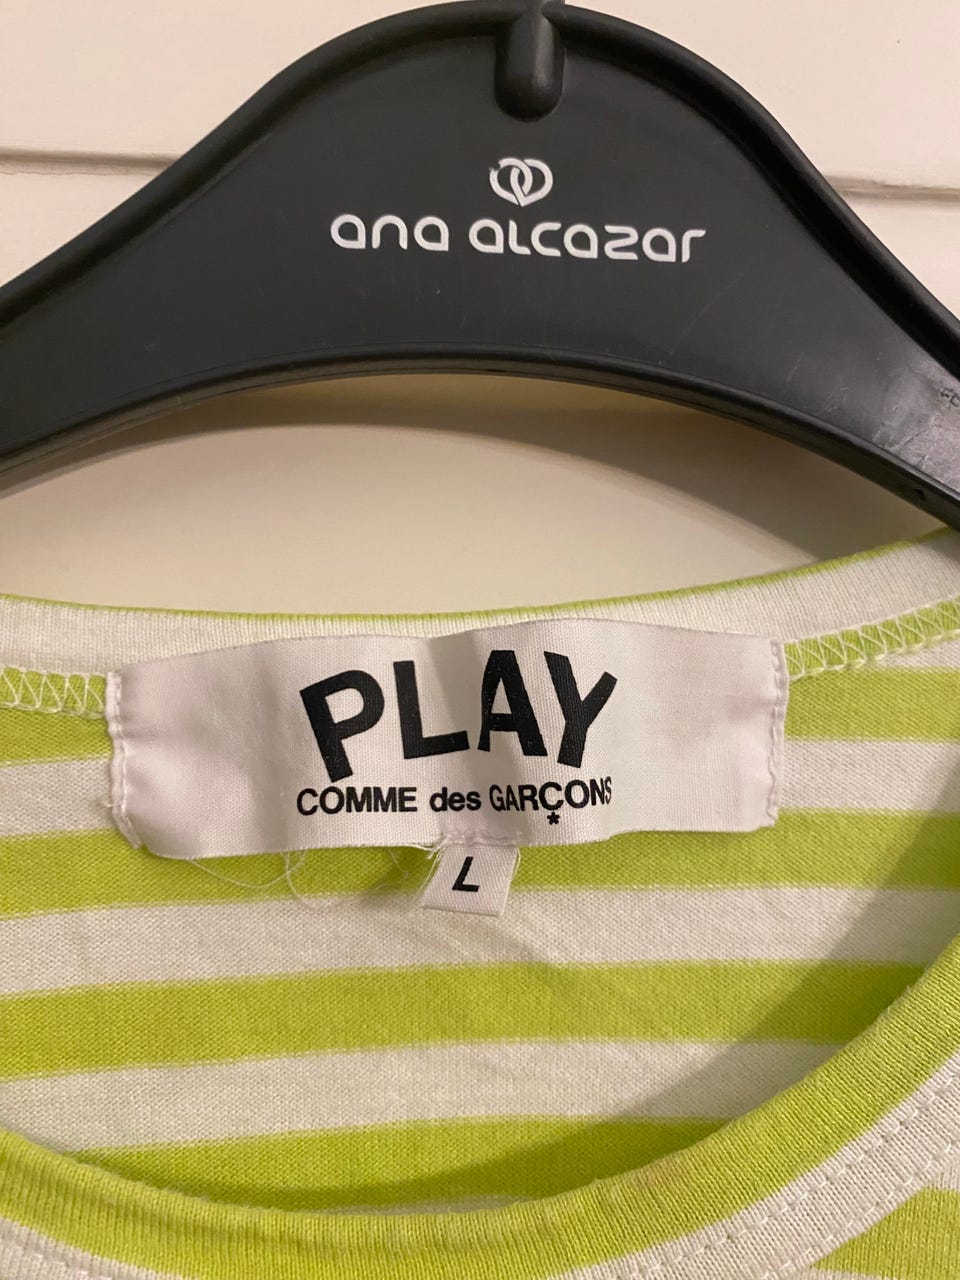 ana alcazar
PLAY
COMME des GARÇONS
*
L